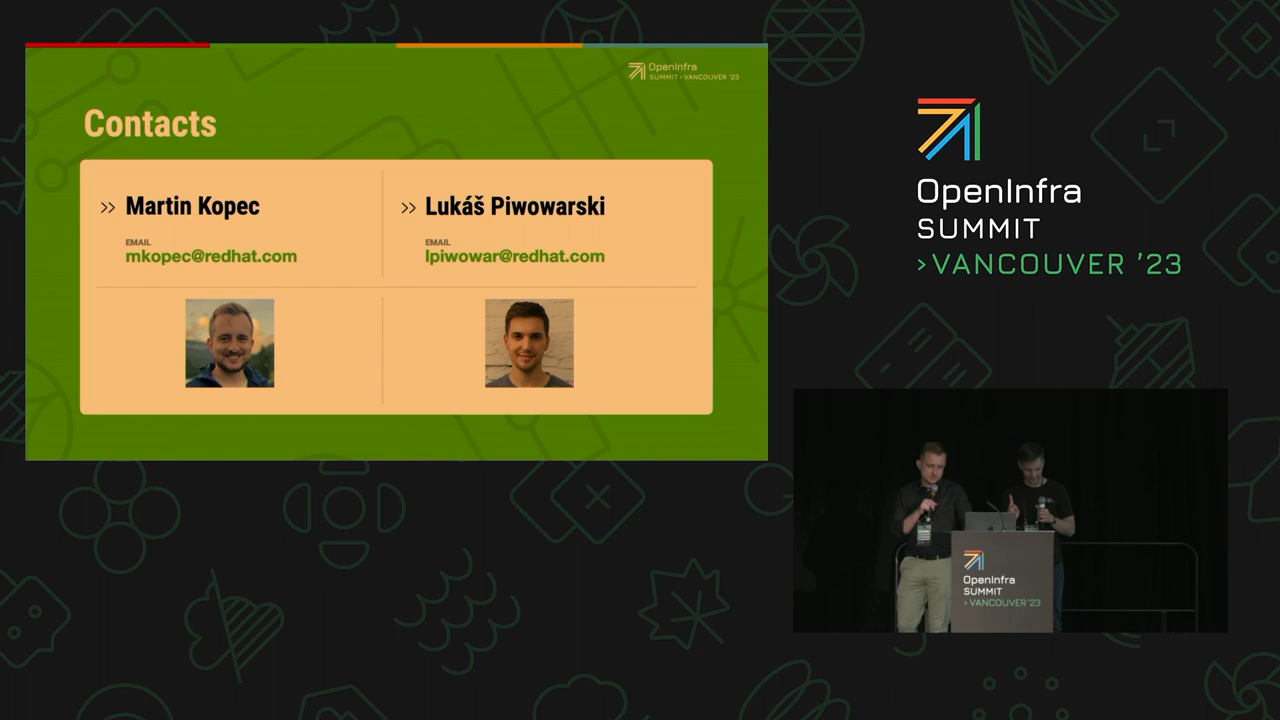 OpenInfra
SUMMIT › VANCOUVER '23
Contacts
>> Martin Kopec
EMAIL
mkopec@redhat.com
>> Lukáš Piwowarski
EMAIL
lpiwowar@redhat.com
OpenInfra
SUMMIT
>VANCOUVER '23
OpenInfra
SUMMIT
› VANCOUVER '23